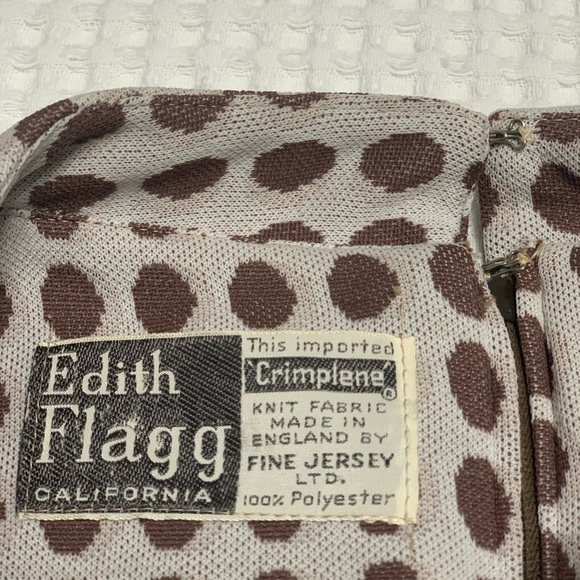 Edith
Flagg
CALIFORNIA
This imported
'Crimplene'®
KNIT FABRIC
MADE IN
ENGLAND BY
FINE JERSEY
LTD.
100% Polyester